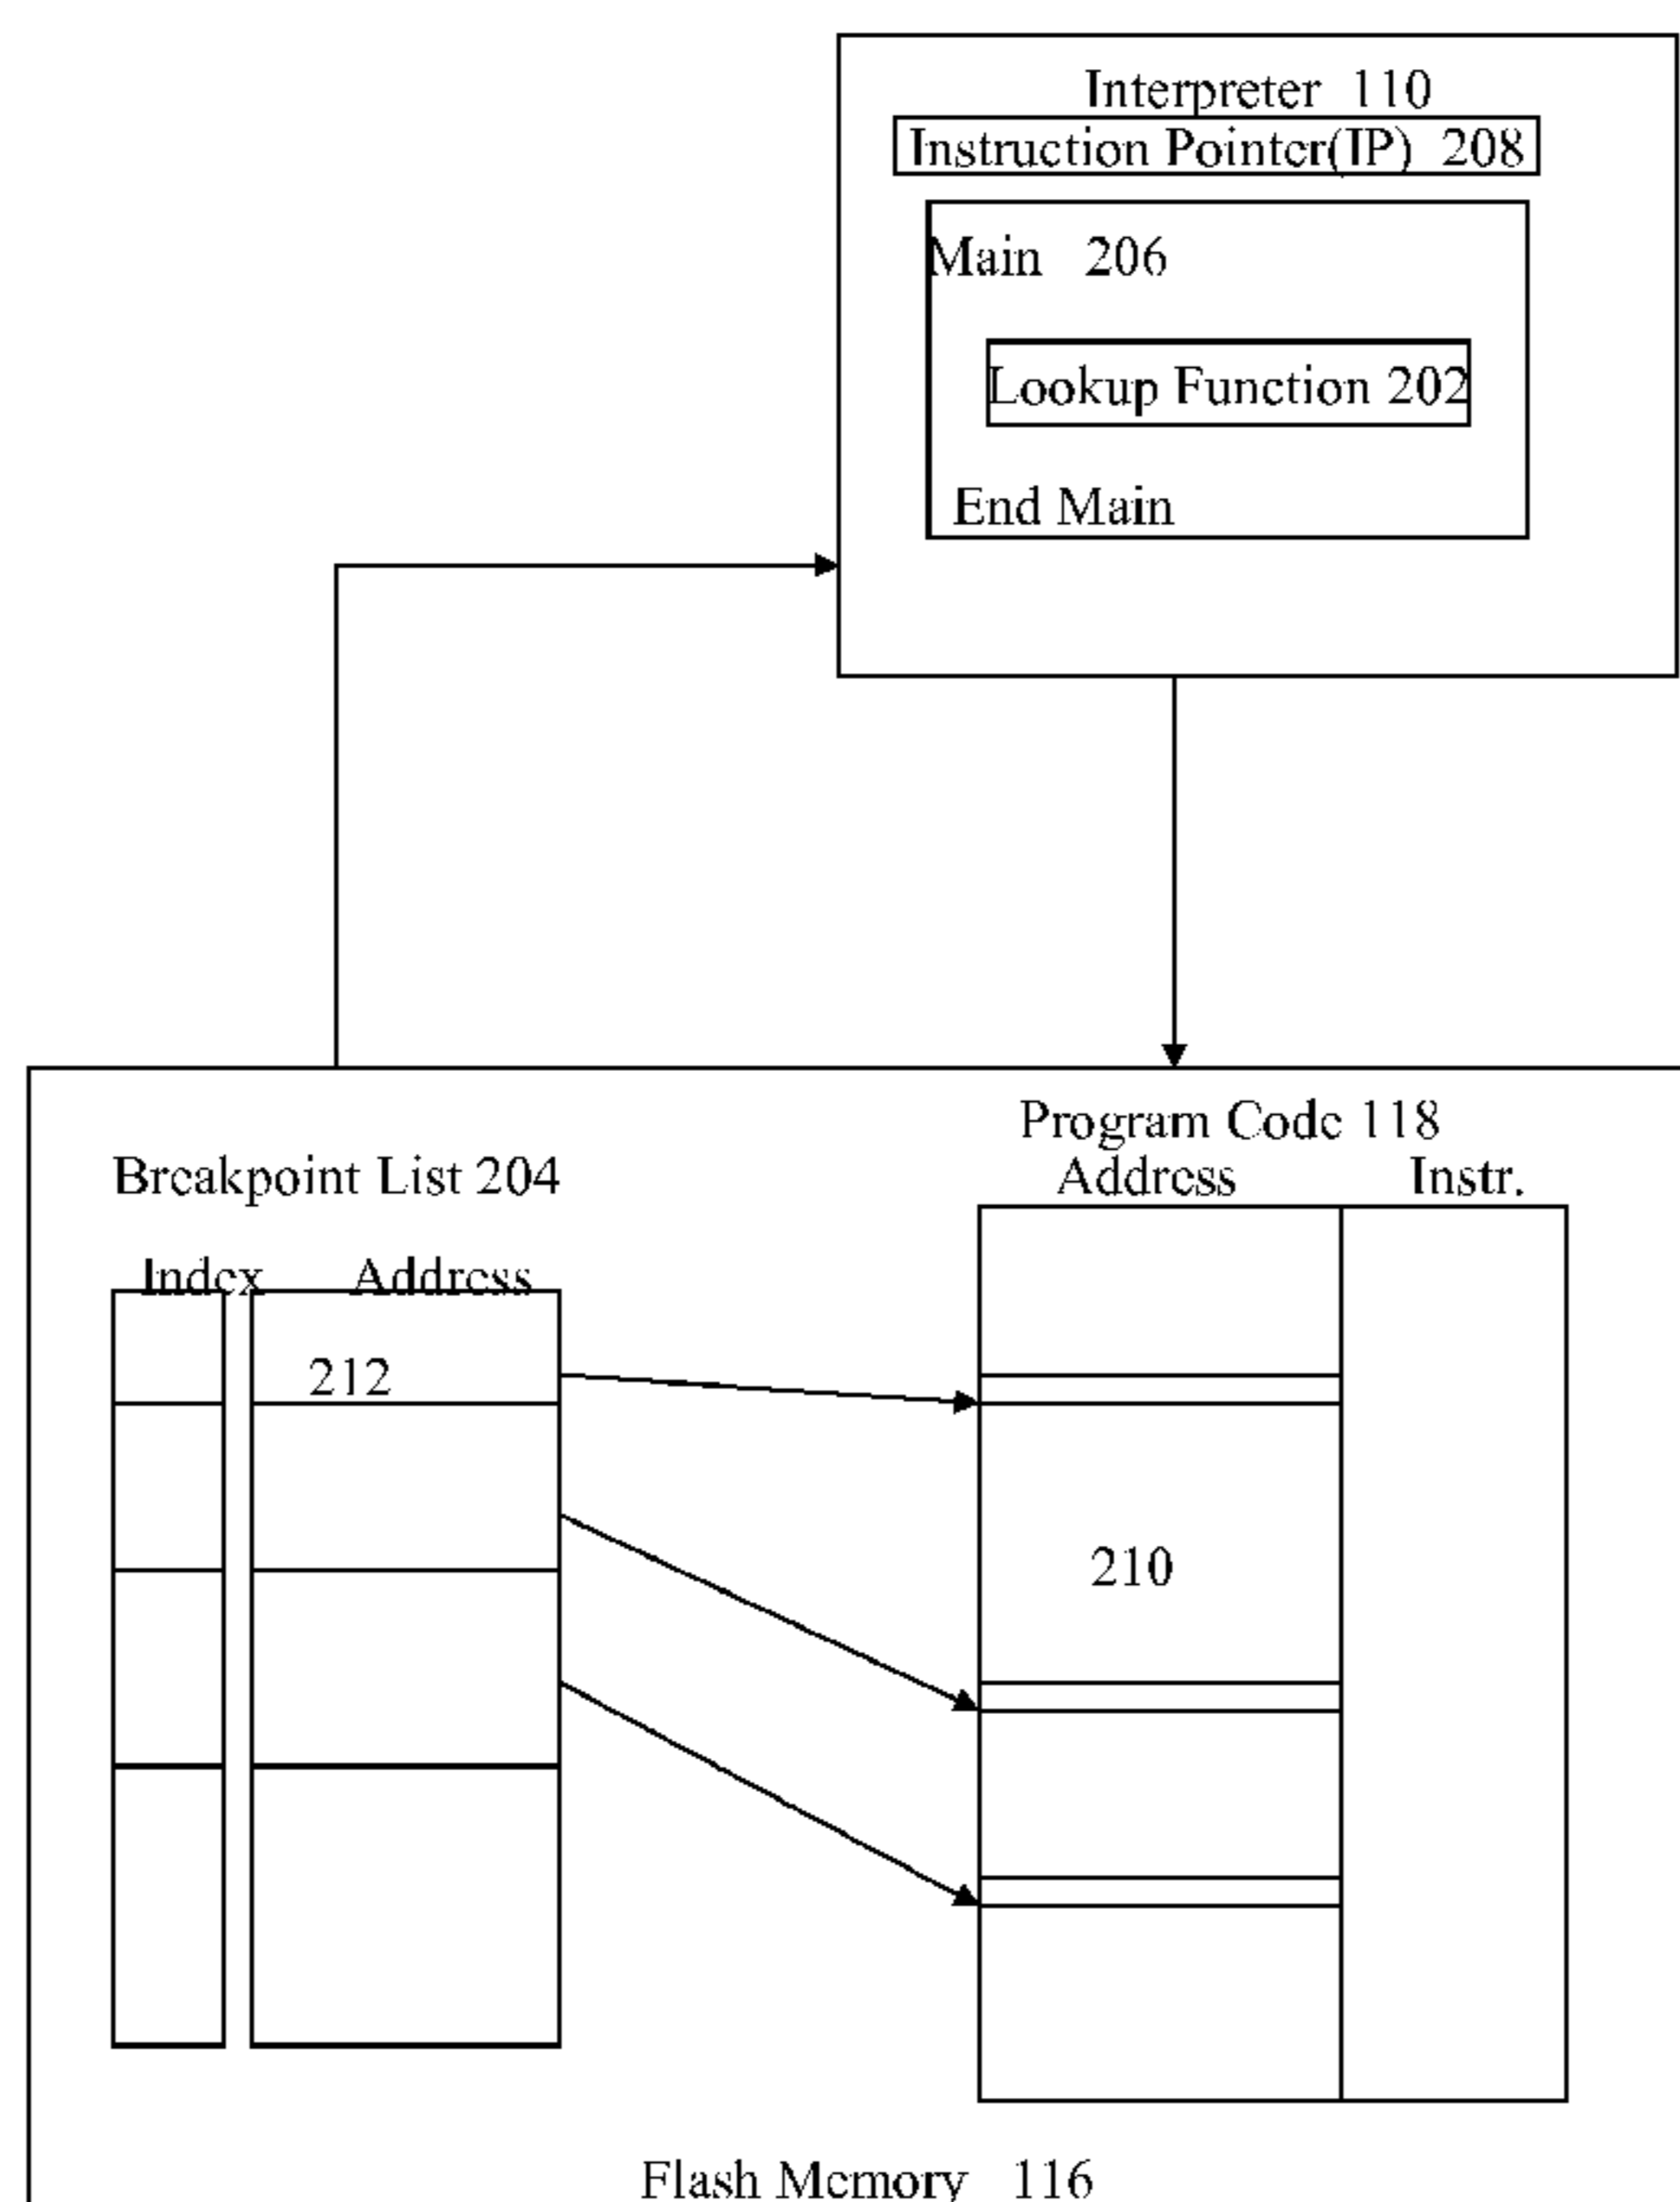 Interpreter 110
Instruction Pointer(IP) 208
Main 206
Lookup Function 202
End Main
Program Code 118
Address Instr.
Breakpoint List 204
Index Address
212
210
Flash Memory 116